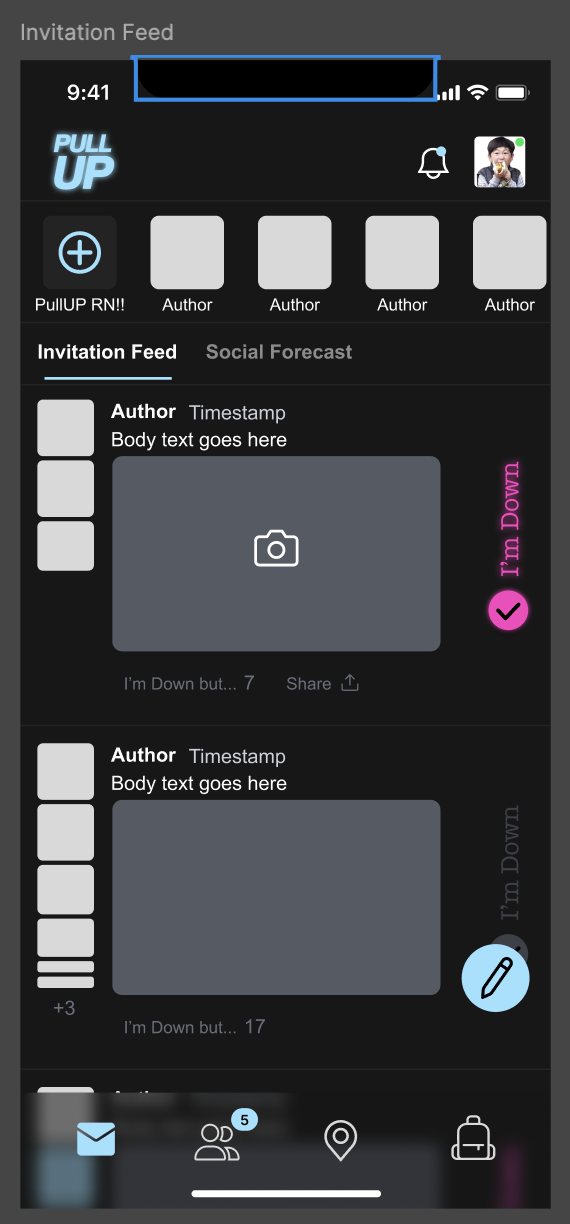 Invitation Feed
9:41
PULL
UP
PullUP RN!!
Author
Author
Author
Author
Invitation Feed
Social Forecast
Author Timestamp
Body text goes here
I'm Down
I'm Down but... 7
Share
Author Timestamp
Body text goes here
I'm Down
+3
I'm Down but... 17
5